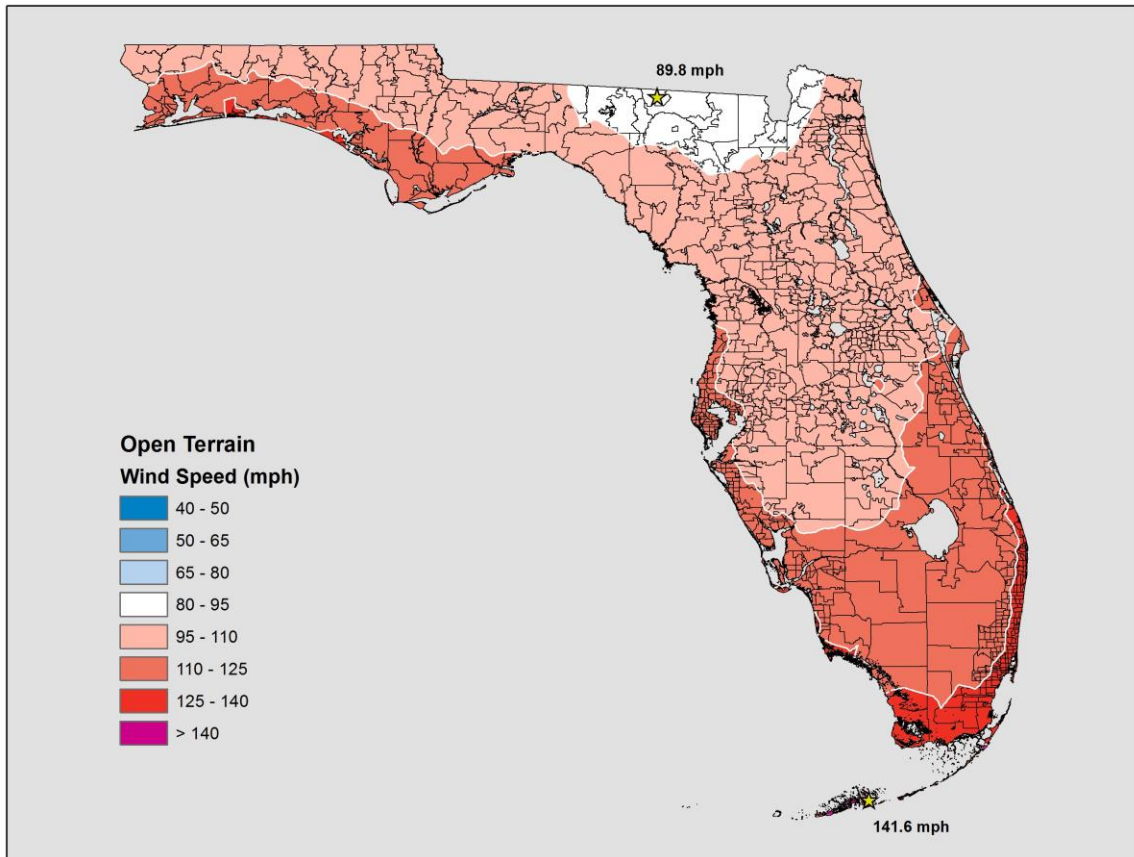 89.8 mph
Open Terrain
Wind Speed (mph)
40 - 50
50 - 65
65 - 80
80 - 95
95 - 110
110 - 125
125 - 140
> 140
141.6 mph